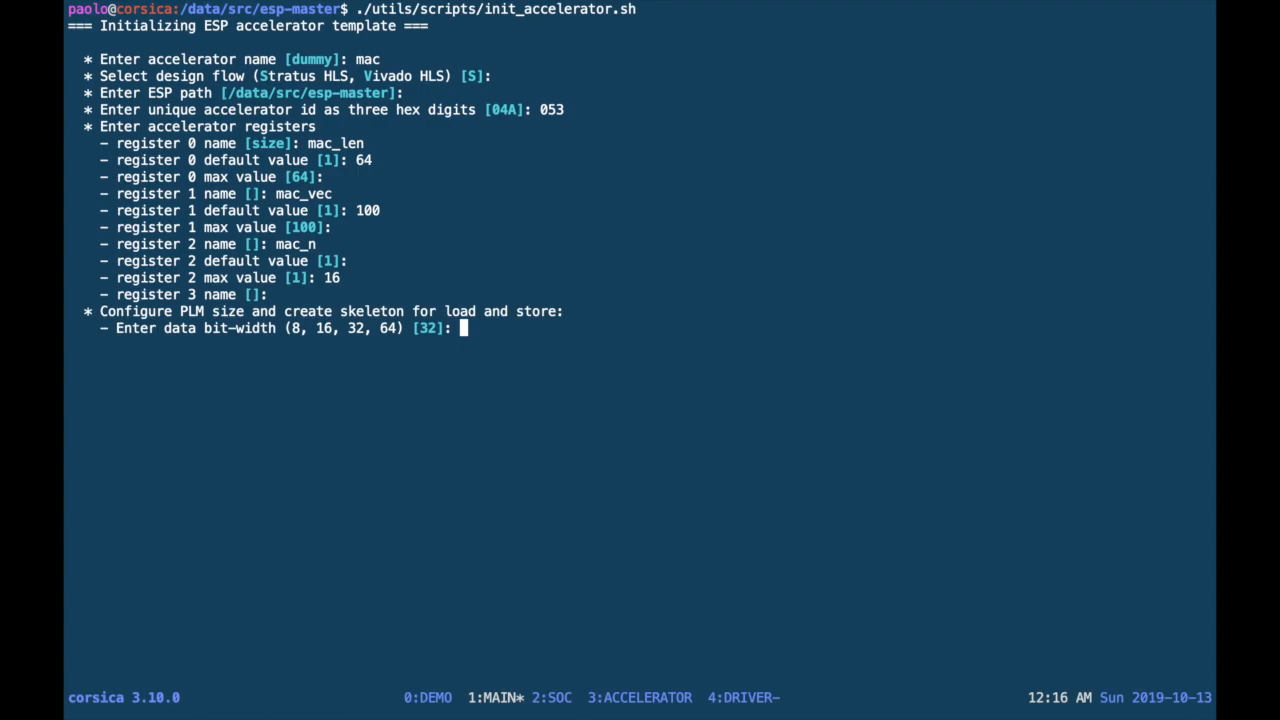 paolo@corsica:/data/src/esp-master$ ./utils/scripts/init_accelerator.sh
=== Initializing ESP accelerator template ===
* Enter accelerator name [dummy]: mac
* Select design flow (Stratus HLS, Vivado HLS) [S]:
* Enter ESP path [/data/src/esp-master]:
* Enter unique accelerator id as three hex digits [04A]: 053
* Enter accelerator registers
- register 0 name [size]: mac_len
- register 0 default value [1]: 64
- register 0 max value [64]:
- register 1 name []: mac_vec
- register 1 default value [1]: 100
- register 1 max value [100]:
- register 2 name []: mac_n
- register 2 default value [1]:
- register 2 max value [1]: 16
- register 3 name []:
* Configure PLM size and create skeleton for load and store:
- Enter data bit-width (8, 16, 32, 64) [32]:
corsica 3.10.0 0:DEMO 1:MAIN* 2:SOC 3:ACCELERATOR 4:DRIVER- 12:16 AM Sun 2019-10-13